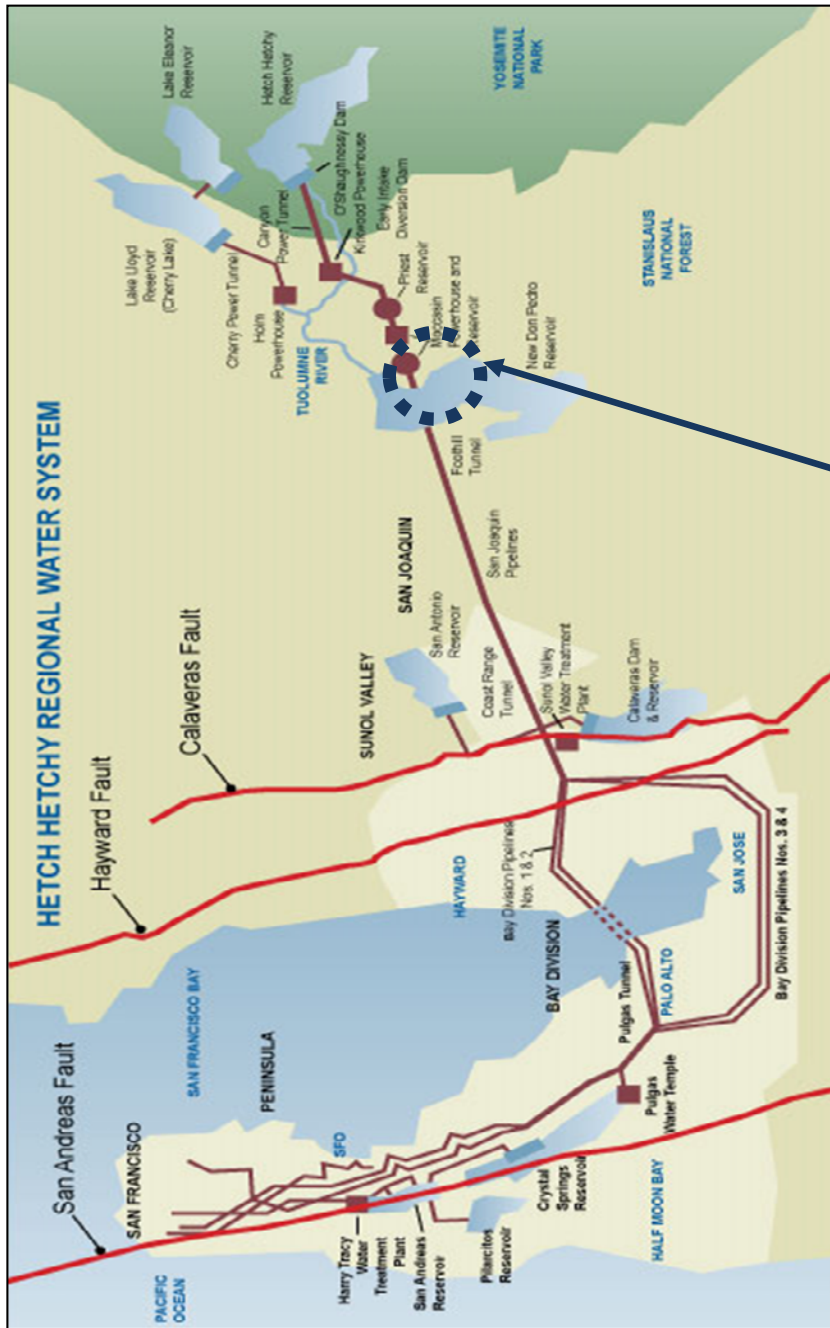 HETCH HETCHY REGIONAL WATER SYSTEM
San Andreas Fault
Hayward Fault
Calaveras Fault
PACIFIC
OCEAN
SAN FRANCISCO
SAN FRANCISCO BAY
PENINSULA
SFO
Harry Tracy
Water
Treatment
Plant
San Andreas
Reservoir
Pilarcitos
Reservoir
Crystal
Springs
Reservoir
HALF MOON BAY
Pulgas
Water Temple
Pulgas Tunnel
PALO ALTO
BAY DIVISION
Bay Division Pipelines
Nos. 1 & 2
HAYWARD
SAN JOSE
Bay Division Pipelines Nos. 3 & 4
SUNOL VALLEY
San Antonio
Reservoir
Coast Range
Tunnel
Sunol Valley
Water Treatment
Plant
Calaveras Dam
& Reservoir
SAN JOAQUIN
San Joaquin
Pipelines
Foothill
Tunnel
TUOLUMNE
RIVER
Lake Lloyd
Reservoir
(Cherry Lake)
Cherry Power Tunnel
Holm
Powerhouse
Lake Eleanor
Reservoir
Hetch Hetchy
Reservoir
Canyon
Power Tunnel
O'Shaughnessy Dam
Kirkwood Powerhouse
Early Intake
Diversion Dam
Priest
Reservoir
Moccasin
Powerhouse and
Reservoir
New Don Pedro
Reservoir
YOSEMITE
NATIONAL
PARK
STANISLAUS
NATIONAL
FOREST